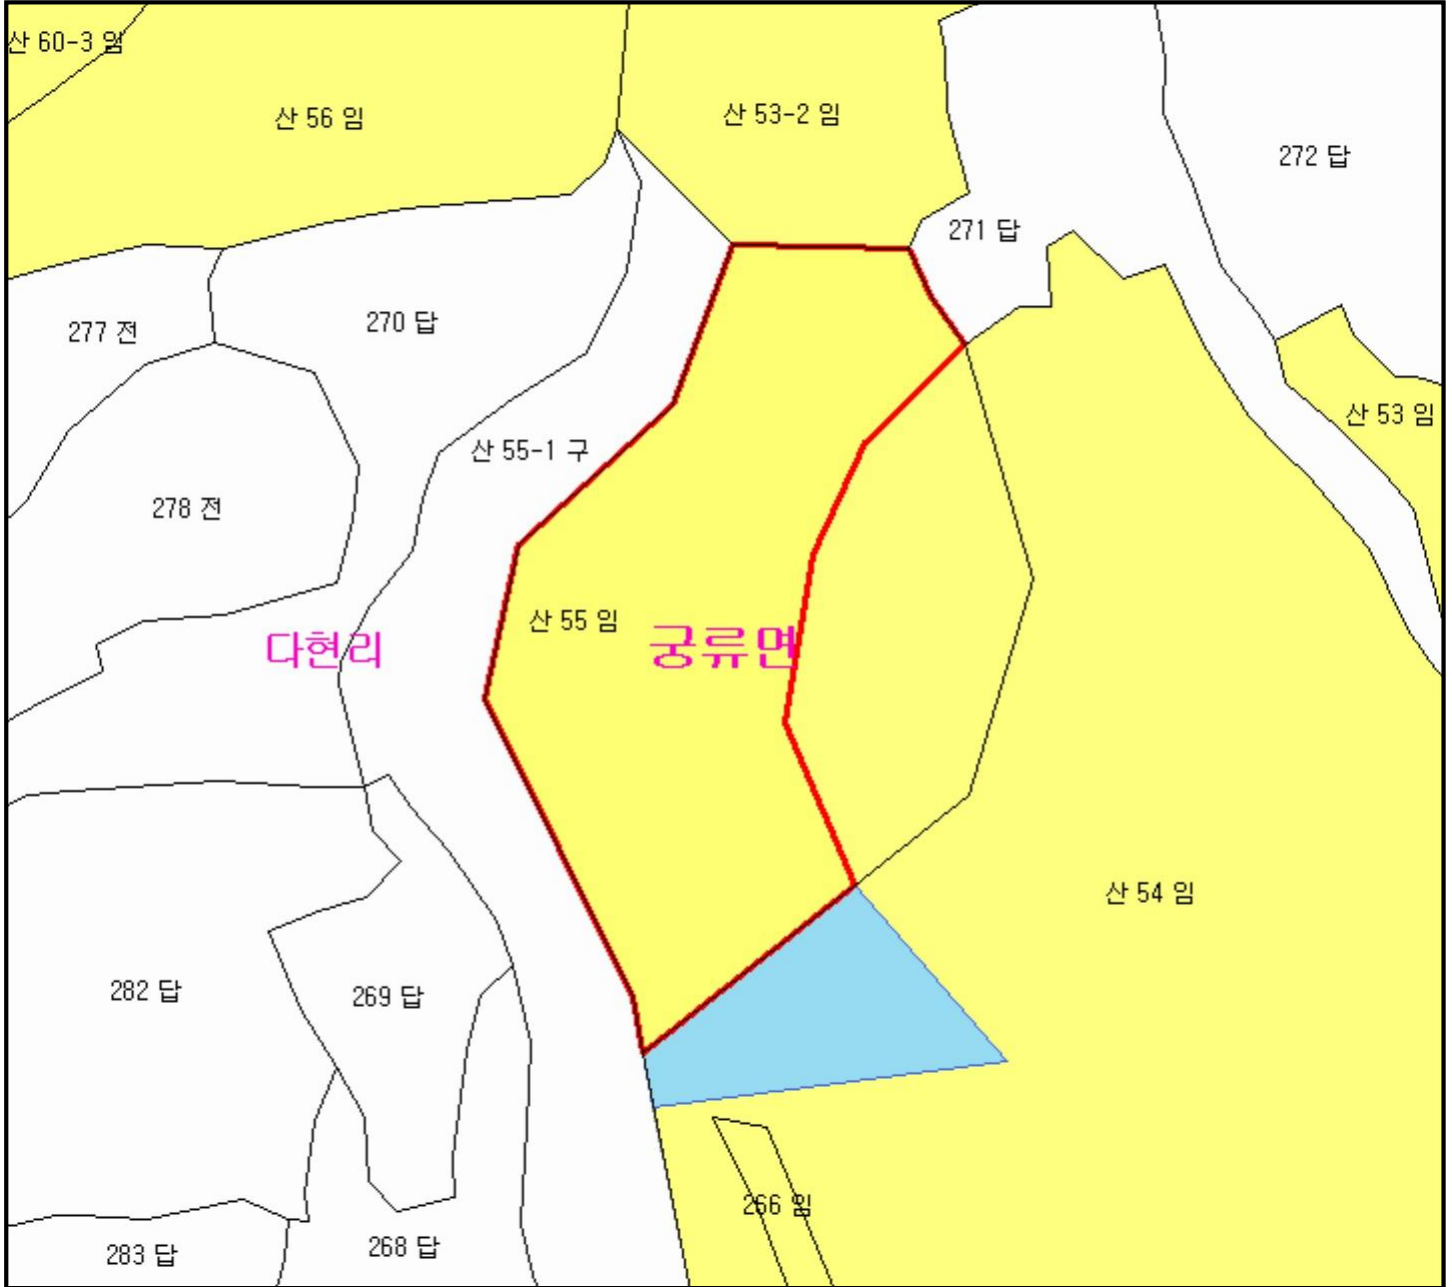 산 60-3 임
산 56 임
산 53-2 임
272 답
271 답
277 전
270 답
산 53 임
산 55-1 구
278 전
산 55 임
다현리
궁류면
산 54 임
282 답
269 답
266 임
283 답
268 답